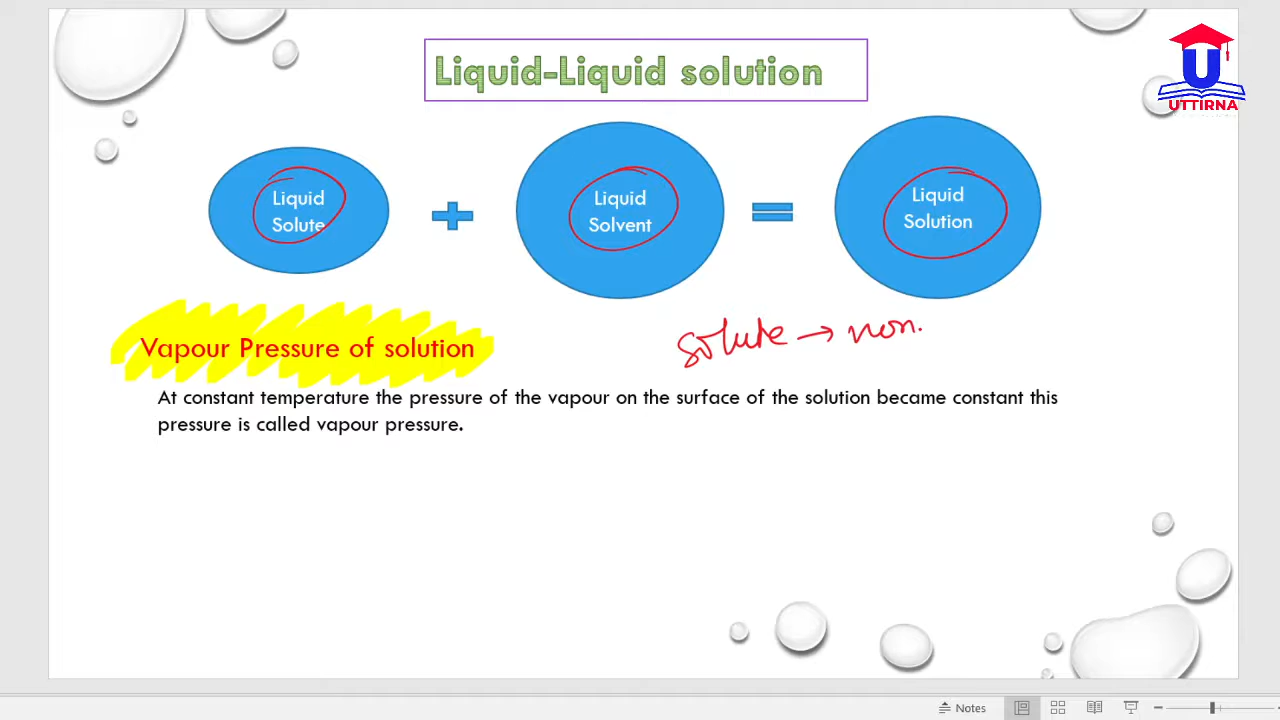 Liquid-Liquid solution
U
UTTIRNA
Liquid
Solute
Liquid
Solvent
Liquid
Solution
solute → non.
Vapour Pressure of solution
At constant temperature the pressure of the vapour on the surface of the solution became constant this
pressure is called vapour pressure.
Notes